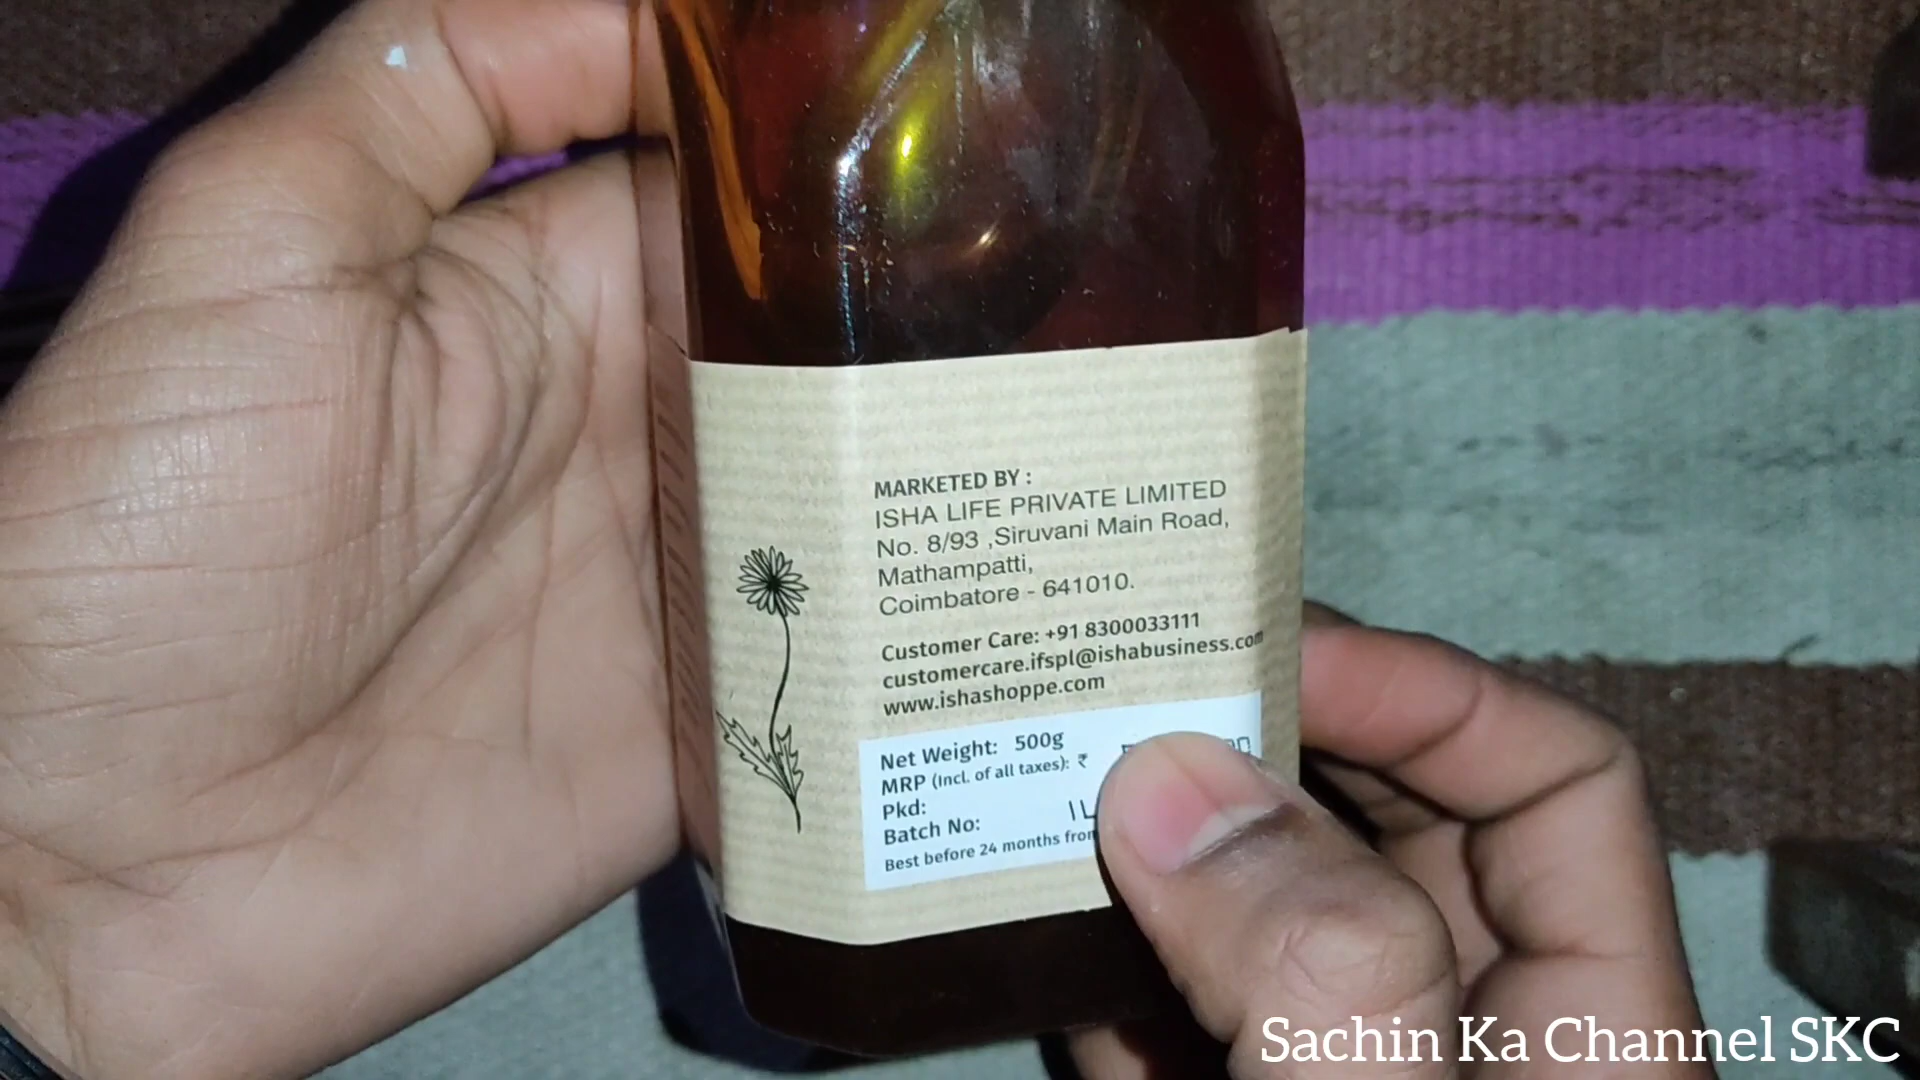 MARKETED BY :
ISHA LIFE PRIVATE LIMITED
No. 8/93 ,Siruvani Main Road,
Mathampatti,
Coimbatore - 641010.
Customer Care: +91 8300033111
customercare.ifspl@ishabusiness.com
www.ishashoppe.com
Net Weight: 500g
MRP (Incl. of all taxes): ₹
Pkd:
Batch No: IL
Best before 24 months from
Sachin Ka Channel SKC